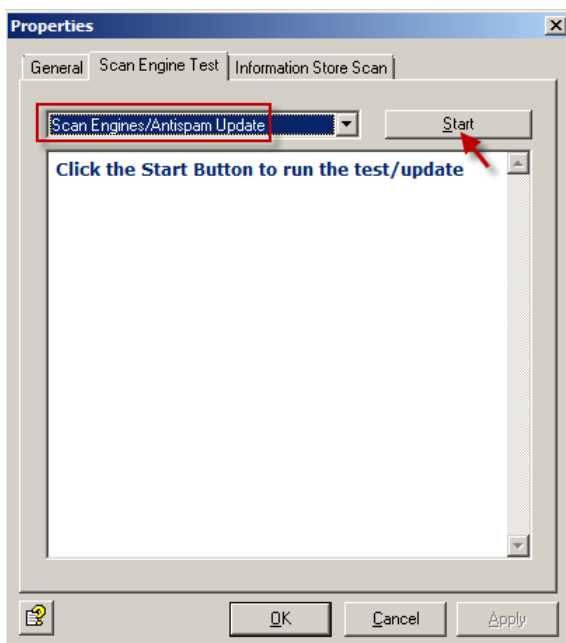 Properties
General Scan Engine Test Information Store Scan
Scan Engines/Antispam Update Start
Click the Start Button to run the test/update
OK Cancel Apply